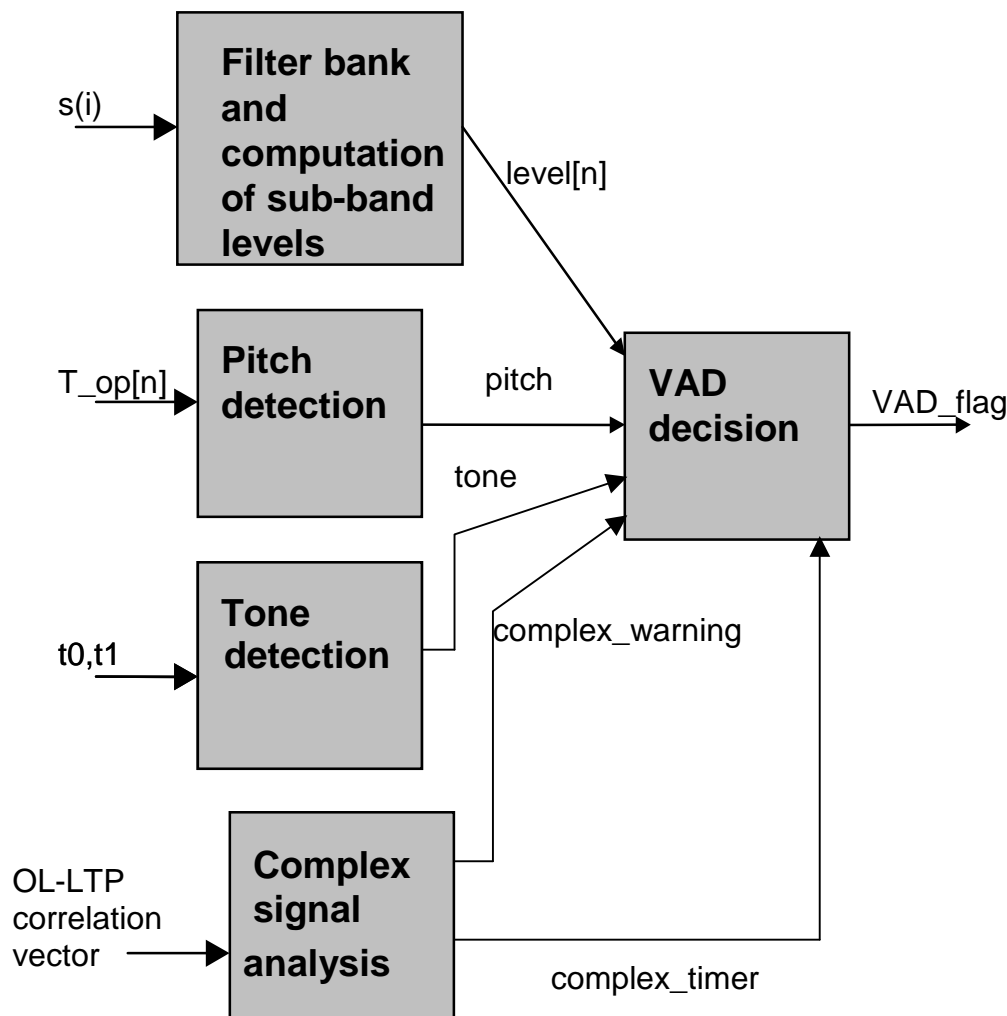 s(i)
Filter bank
and
computation
of sub-band
levels
level[n]
T_op[n]
Pitch
detection
pitch
VAD
decision
VAD_flag
tone
t0,t1
Tone
detection
complex_warning
OL-LTP
correlation
vector
Complex
signal
analysis
complex_timer